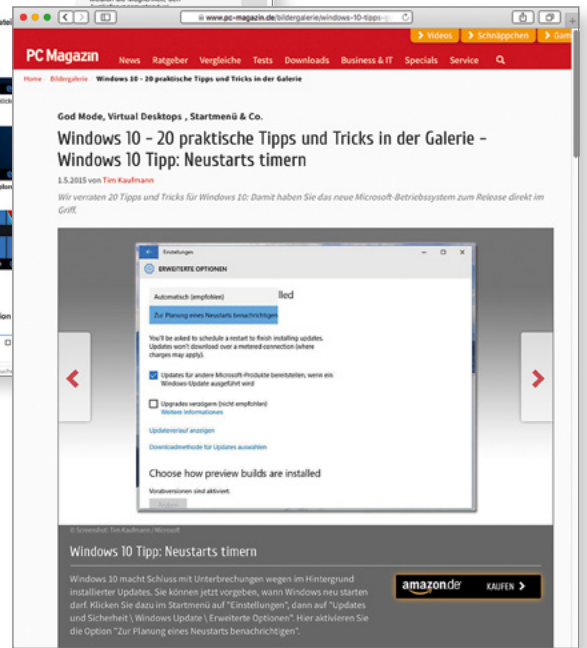 www.pc-magazin.de/bildergalerie/windows-10-tipps-
Videos
Schnäppchen
PC Magazin
News
Ratgeber
Vergleiche
Tests
Downloads
Business & IT
Specials
Service
Home
Bildergalerie
Windows 10 - 20 praktische Tipps und Tricks in der Galerie
God Mode, Virtual Desktops , Startmenü & Co.
Windows 10 - 20 praktische Tipps und Tricks in der Galerie -
Windows 10 Tipp: Neustarts timern
1.5.2015 von Tim Kaufmann
Wir verraten 20 Tipps und Tricks für Windows 10: Damit haben Sie das neue Microsoft-Betriebssystem zum Release direkt im
Griff.
Einstellungen
ERWEITERTE OPTIONEN
Automatisch (empfohlen)
lled
Zur Planung eines Neustarts benachrichtigen
You'll be asked to schedule a restart to finish installing updates.
Updates won't download over a metered connection (where
charges may apply).
Updates für andere Microsoft-Produkte bereitstellen, wenn ein
Windows-Update ausgeführt wird
Upgrades verzögern (nicht empfohlen)
Weitere Informationen
Updateverlauf anzeigen
Downloadmethode für Updates auswählen
Choose how preview builds are installed
Vorabversionen sind aktiviert.
© Screenshot: Tim Kaufmann / Microsoft
Windows 10 Tipp: Neustarts timern
Windows 10 macht Schluss mit Unterbrechungen wegen im Hintergrund
installierter Updates. Sie können jetzt vorgeben, wann Windows neu starten
darf. Klicken Sie dazu im Startmenü auf "Einstellungen", dann auf "Updates
und Sicherheit \ Windows Update \ Erweiterte Optionen". Hier aktivieren Sie
die Option "Zur Planung eines Neustarts benachrichtigen".
amazon.de
KAUFEN